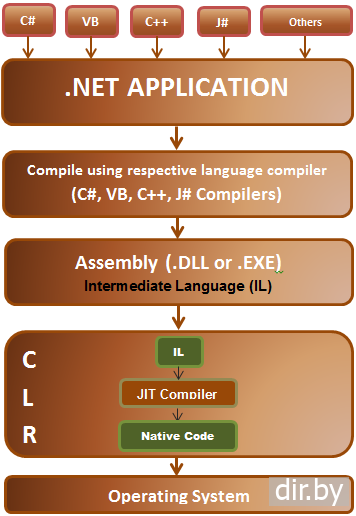 C# VB C++ J# Others
.NET APPLICATION
Compile using respective language compiler
(C#, VB, C++, J# Compilers)
Assembly (.DLL or .EXE)
Intermediate Language (IL)
C
IL
L
JIT Compiler
R
Native Code
Operating System
dir.by